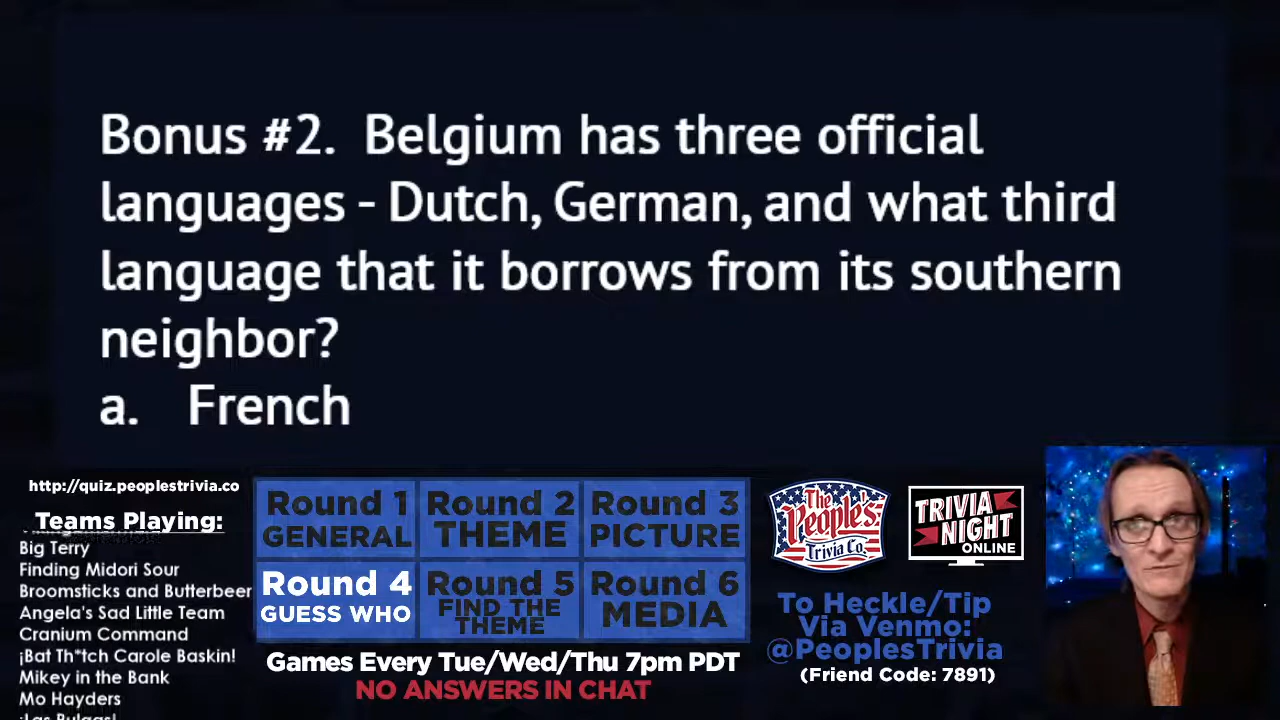 Bonus #2.  Belgium has three official
languages - Dutch, German, and what third
language that it borrows from its southern
neighbor?
a.   French
http://quiz.peoplestrivia.co
Teams Playing:
Big Terry
Finding Midori Sour
Broomsticks and Butterbeer
Angela's Sad Little Team
Cranium Command
¡Bat Th*tch Carole Baskin!
Mikey in the Bank
Mo Hayders
Round 1
GENERAL
Round 2
THEME
Round 3
PICTURE
Round 4
GUESS WHO
Round 5
FIND THE
THEME
Round 6
MEDIA
Games Every Tue/Wed/Thu 7pm PDT
NO ANSWERS IN CHAT
The
People's
Trivia Co.
TRIVIA
NIGHT
ONLINE
To Heckle/Tip
Via Venmo:
@PeoplesTrivia
(Friend Code: 7891)